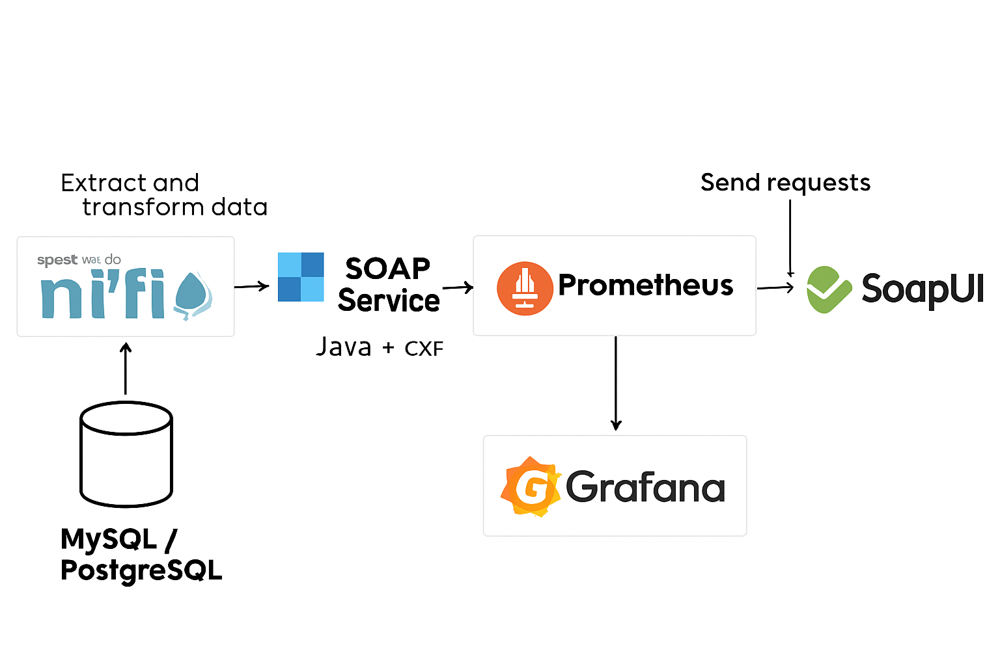 Extract and
transform data
Send requests
spest wat do
ni'fi
SOAP
Service
Java + CXF
Prometheus
SoapUI
G
Grafana
MySQL /
PostgreSQL